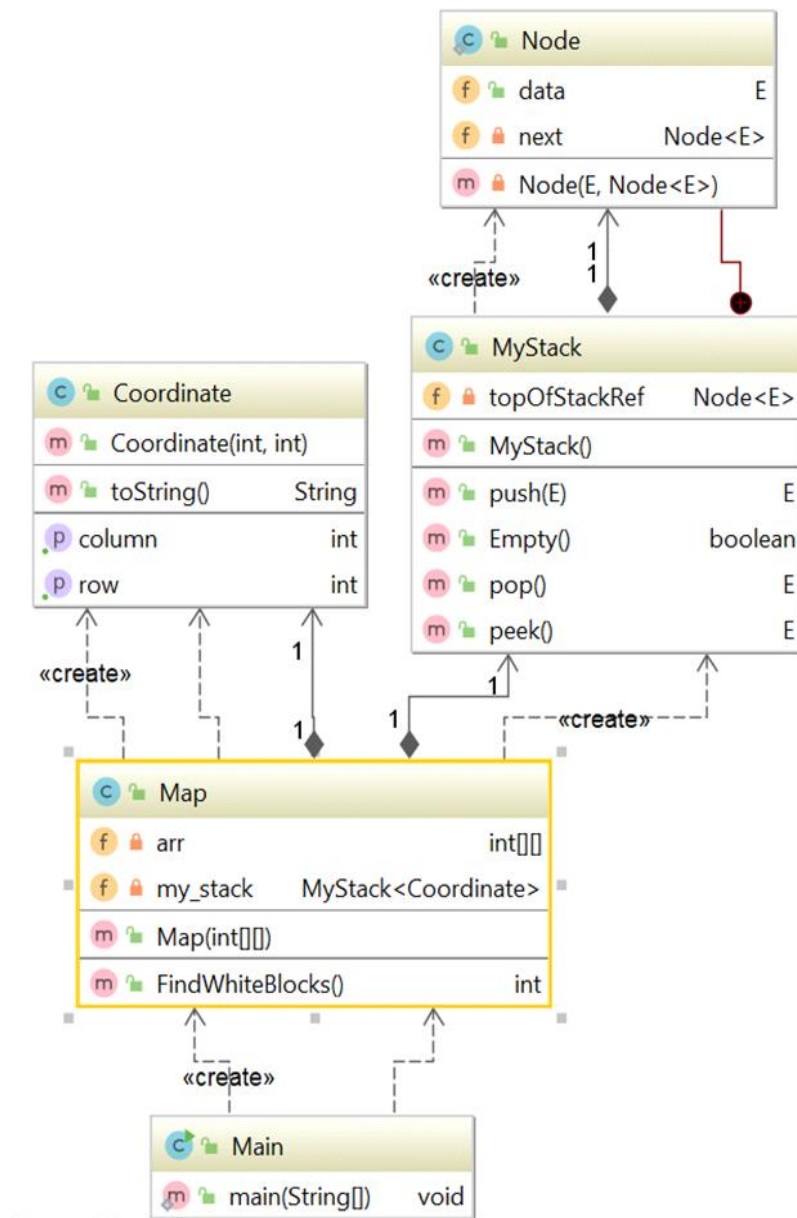 Node
data E
next Node<E>
Node(E, Node<E>)
«create»
1
1
MyStack
topOfStackRef Node<E>
MyStack()
push(E) E
Empty() boolean
pop() E
peek() E
Coordinate
Coordinate(int, int)
toString() String
column int
row int
«create»
1
1
1
1
«create»
Map
arr int[][]
my_stack MyStack<Coordinate>
Map(int[][])
FindWhiteBlocks() int
«create»
Main
main(String[]) void